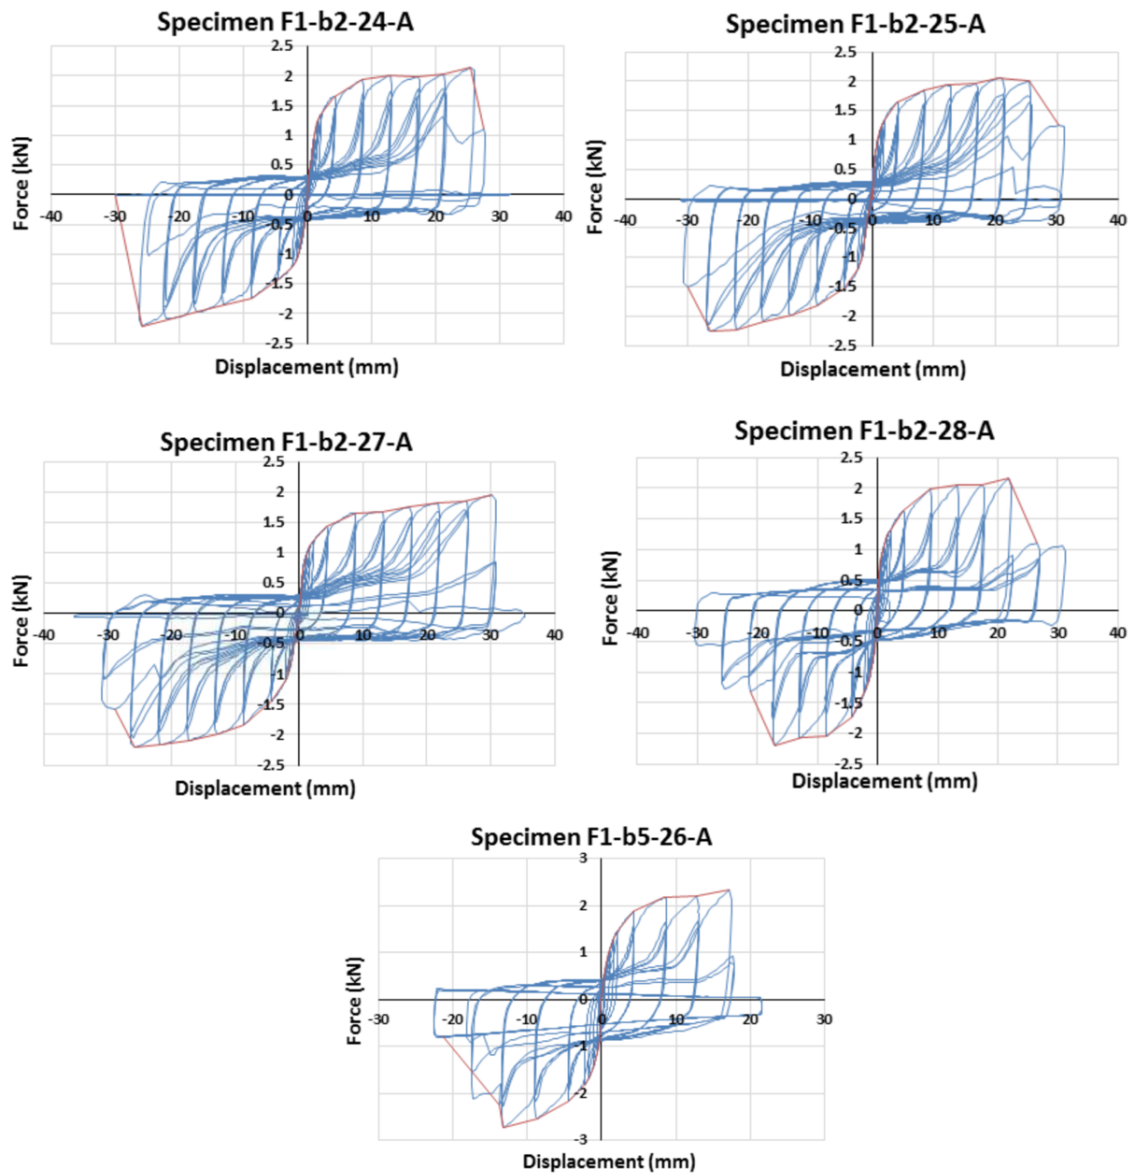 Specimen F1-b2-24-A
2.5
2
1.5
1
0.5
0
-40 -30 -20 -10 0 10 20 30 40
-0.5
-1
-1.5
-2
-2.5
Force (kN)
Displacement (mm)
Specimen F1-b2-25-A
2.5
2
1.5
1
0.5
0
-40 -30 -20 -10 0 10 20 30 40
-0.5
-1
-1.5
-2
-2.5
Force (kN)
Displacement (mm)
Specimen F1-b2-27-A
2.5
2
1.5
1
0.5
0
-40 -30 -20 -10 0 10 20 30 40
-0.5
-1
-1.5
-2
-2.5
Force (kN)
Displacement (mm)
Specimen F1-b2-28-A
2.5
2
1.5
1
0.5
0
-40 -30 -20 -10 0 10 20 30 40
-0.5
-1
-1.5
-2
-2.5
Force (kN)
Displacement (mm)
Specimen F1-b5-26-A
3
2
1
0
-30 -20 -10 0 10 20 30
-1
-2
-3
Force (kN)
Displacement (mm)